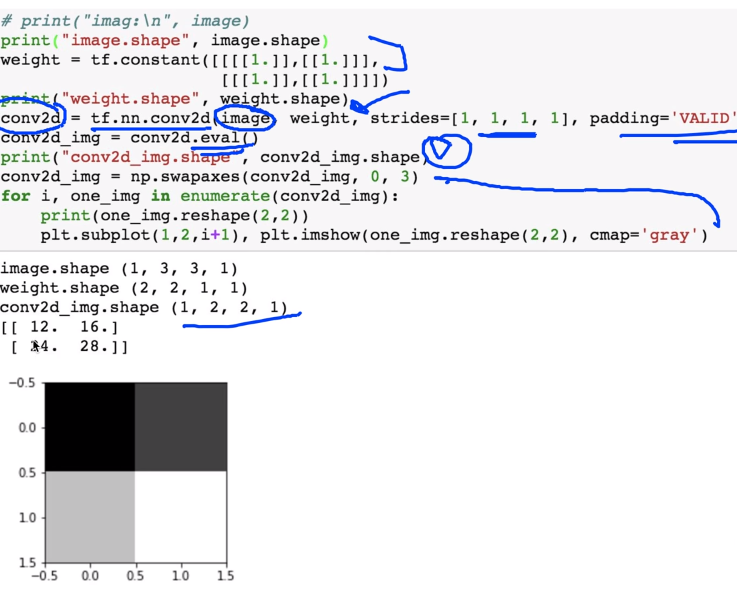 # print("imag:\n", image)
print("image.shape", image.shape)
weight = tf.constant([[[[1.]],[[1.]]],
[[[1.]],[[1.]]]])
print("weight.shape", weight.shape)
conv2d = tf.nn.conv2d(image, weight, strides=[1, 1, 1, 1], padding='VALID'
conv2d_img = conv2d.eval()
print("conv2d_img.shape", conv2d_img.shape)
conv2d_img = np.swapaxes(conv2d_img, 0, 3)
for i, one_img in enumerate(conv2d_img):
print(one_img.reshape(2,2))
plt.subplot(1,2,i+1), plt.imshow(one_img.reshape(2,2), cmap='gray')
image.shape (1, 3, 3, 1)
weight.shape (2, 2, 1, 1)
conv2d_img.shape (1, 2, 2, 1)
[[ 12. 16.]
[ 24. 28.]]
−0.5
0.0
0.5
1.0
1.5
−0.5 0.0 0.5 1.0 1.5